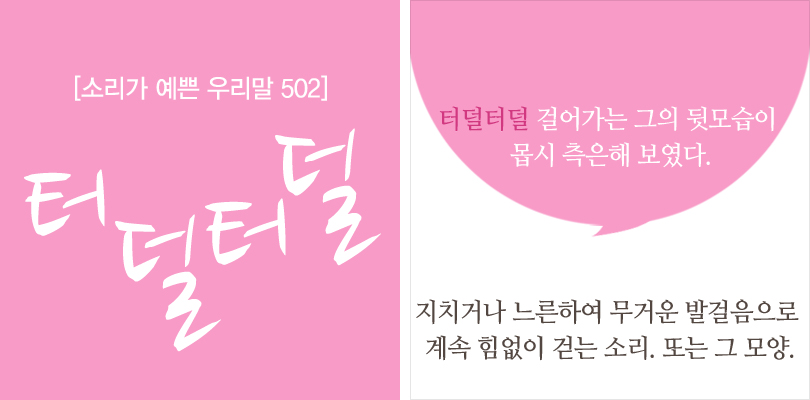 [소리가 예쁜 우리말 502]
터덜터덜
터덜터덜 걸어가는 그의 뒷모습이
몹시 측은해 보였다.
지치거나 느른하여 무거운 발걸음으로
계속 힘없이 걷는 소리. 또는 그 모양.